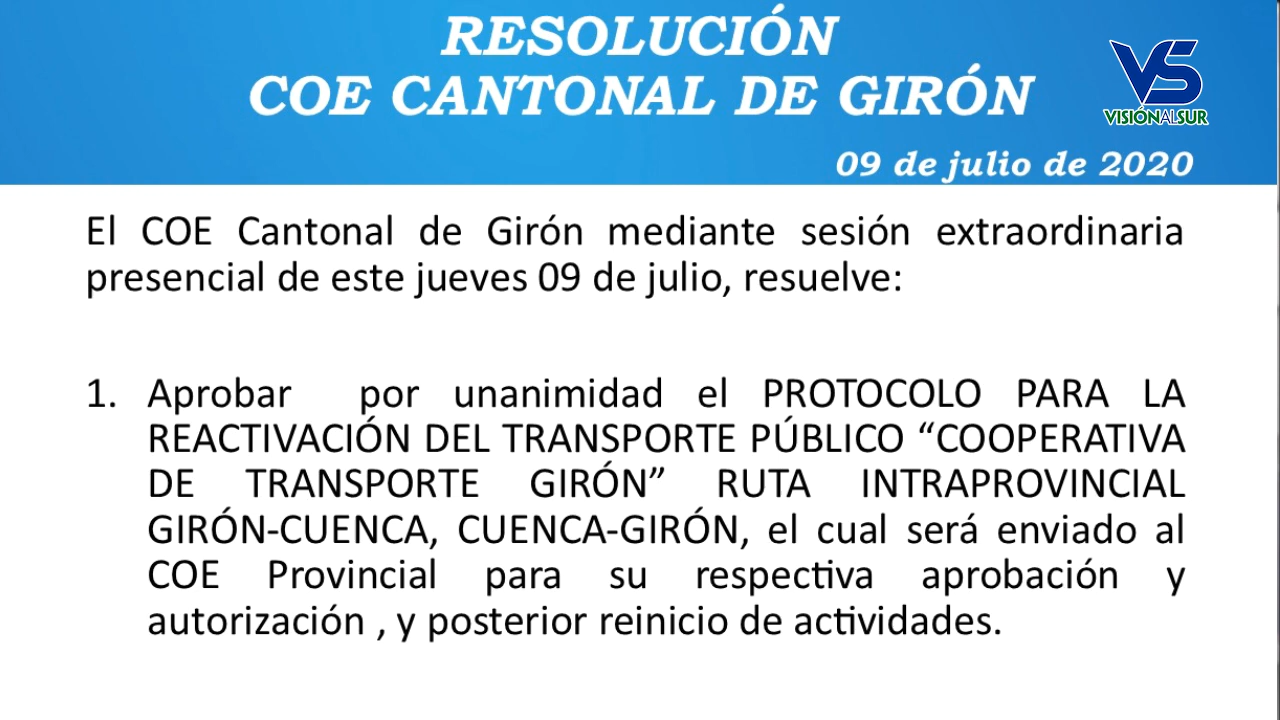 RESOLUCIÓN
COE CANTONAL DE GIRÓN
VS
VISIÓNALSUR
09 de julio de 2020
El COE Cantonal de Girón mediante sesión extraordinaria
presencial de este jueves 09 de julio, resuelve:
1. Aprobar por unanimidad el PROTOCOLO PARA LA
REACTIVACIÓN DEL TRANSPORTE PÚBLICO “COOPERATIVA
DE TRANSPORTE GIRÓN” RUTA INTRAPROVINCIAL
GIRÓN-CUENCA, CUENCA-GIRÓN, el cual será enviado al
COE Provincial para su respectiva aprobación y
autorización , y posterior reinicio de actividades.